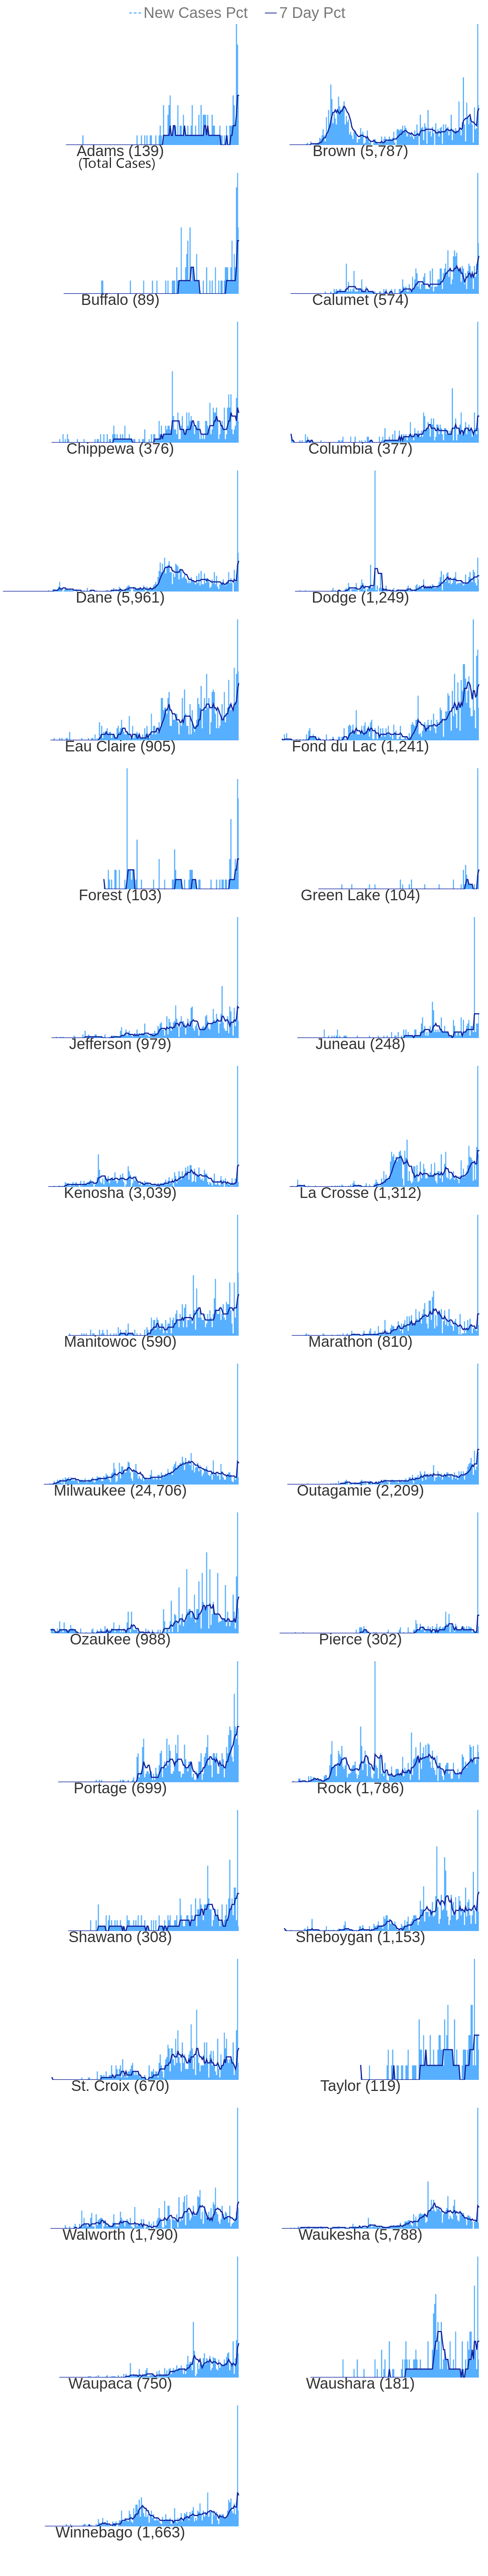 New Cases Pct 7 Day Pct
Adams (139) Brown (5,787)
(Total Cases)
Buffalo (89) Calumet (574)
Chippewa (376) Columbia (377)
Dane (5,961) Dodge (1,249)
Eau Claire (905) Fond du Lac (1,241)
Forest (103) Green Lake (104)
Jefferson (979) Juneau (248)
Kenosha (3,039) La Crosse (1,312)
Manitowoc (590) Marathon (810)
Milwaukee (24,706) Outagamie (2,209)
Ozaukee (988) Pierce (302)
Portage (699) Rock (1,786)
Shawano (308) Sheboygan (1,153)
St. Croix (670) Taylor (119)
Walworth (1,790) Waukesha (5,788)
Waupaca (750) Waushara (181)
Winnebago (1,663)